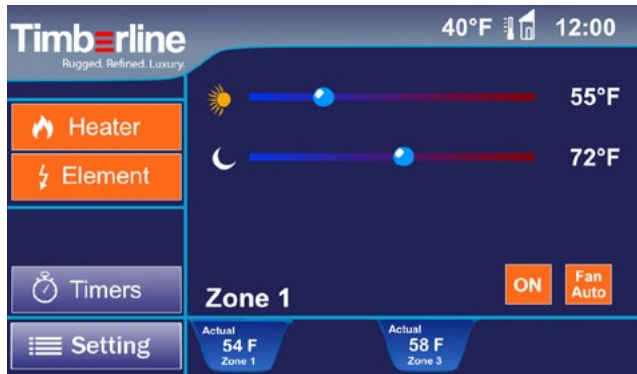 Timberline
Rugged. Refined. Luxury.
40°F
12:00
Heater
Element
Timers
Setting
55°F
72°F
Zone 1
ON
Fan
Auto
Actual
54 F
Zone 1
Actual
58 F
Zone 3